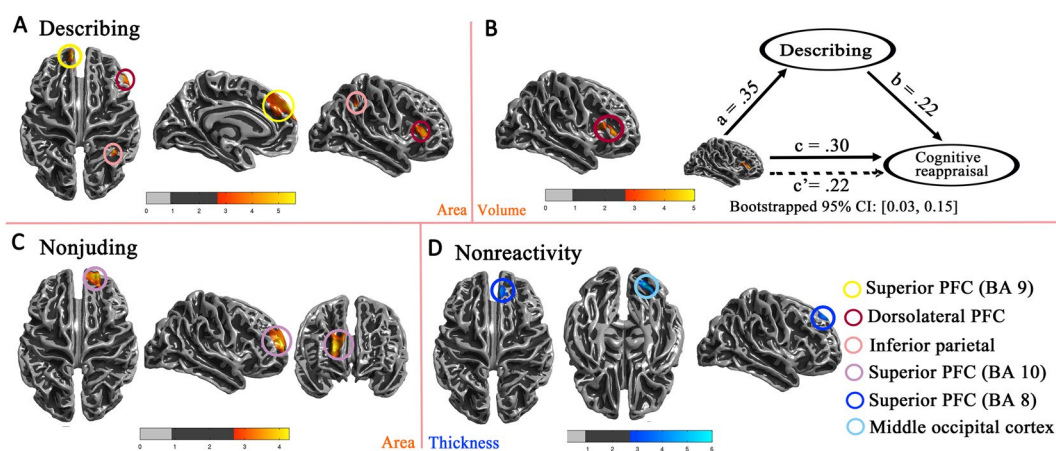 A Describing
0 1 2 3 4 5
Area
B
0 1 2 3 4 5
Volume
Describing
a = .35
b = .22
c = .30
c'= .22
Cognitive
reappraisal
Bootstrapped 95% CI: [0.03, 0.15]
C Nonjuding
0 1 2 3 4
Area
D Nonreactivity
1 2 3 4 5 6
Thickness
Superior PFC (BA 9)
Dorsolateral PFC
Inferior parietal
Superior PFC (BA 10)
Superior PFC (BA 8)
Middle occipital cortex